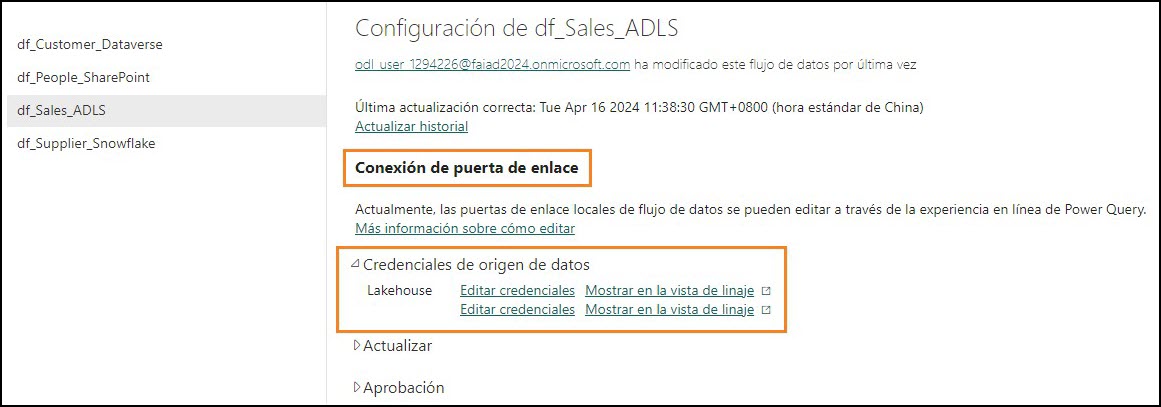 df_Customer_Dataverse
df_People_SharePoint
df_Sales_ADLS
df_Supplier_Snowflake
Configuración de df_Sales_ADLS
odl_user_1294226@faiad2024.onmicrosoft.com ha modificado este flujo de datos por última vez
Última actualización correcta: Tue Apr 16 2024 11:38:30 GMT+0800 (hora estándar de China)
Actualizar historial
Conexión de puerta de enlace
Actualmente, las puertas de enlace locales de flujo de datos se pueden editar a través de la experiencia en línea de Power Query.
Más información sobre cómo editar
Credenciales de origen de datos
Lakehouse Editar credenciales Mostrar en la vista de linaje
Editar credenciales Mostrar en la vista de linaje
Actualizar
Aprobación